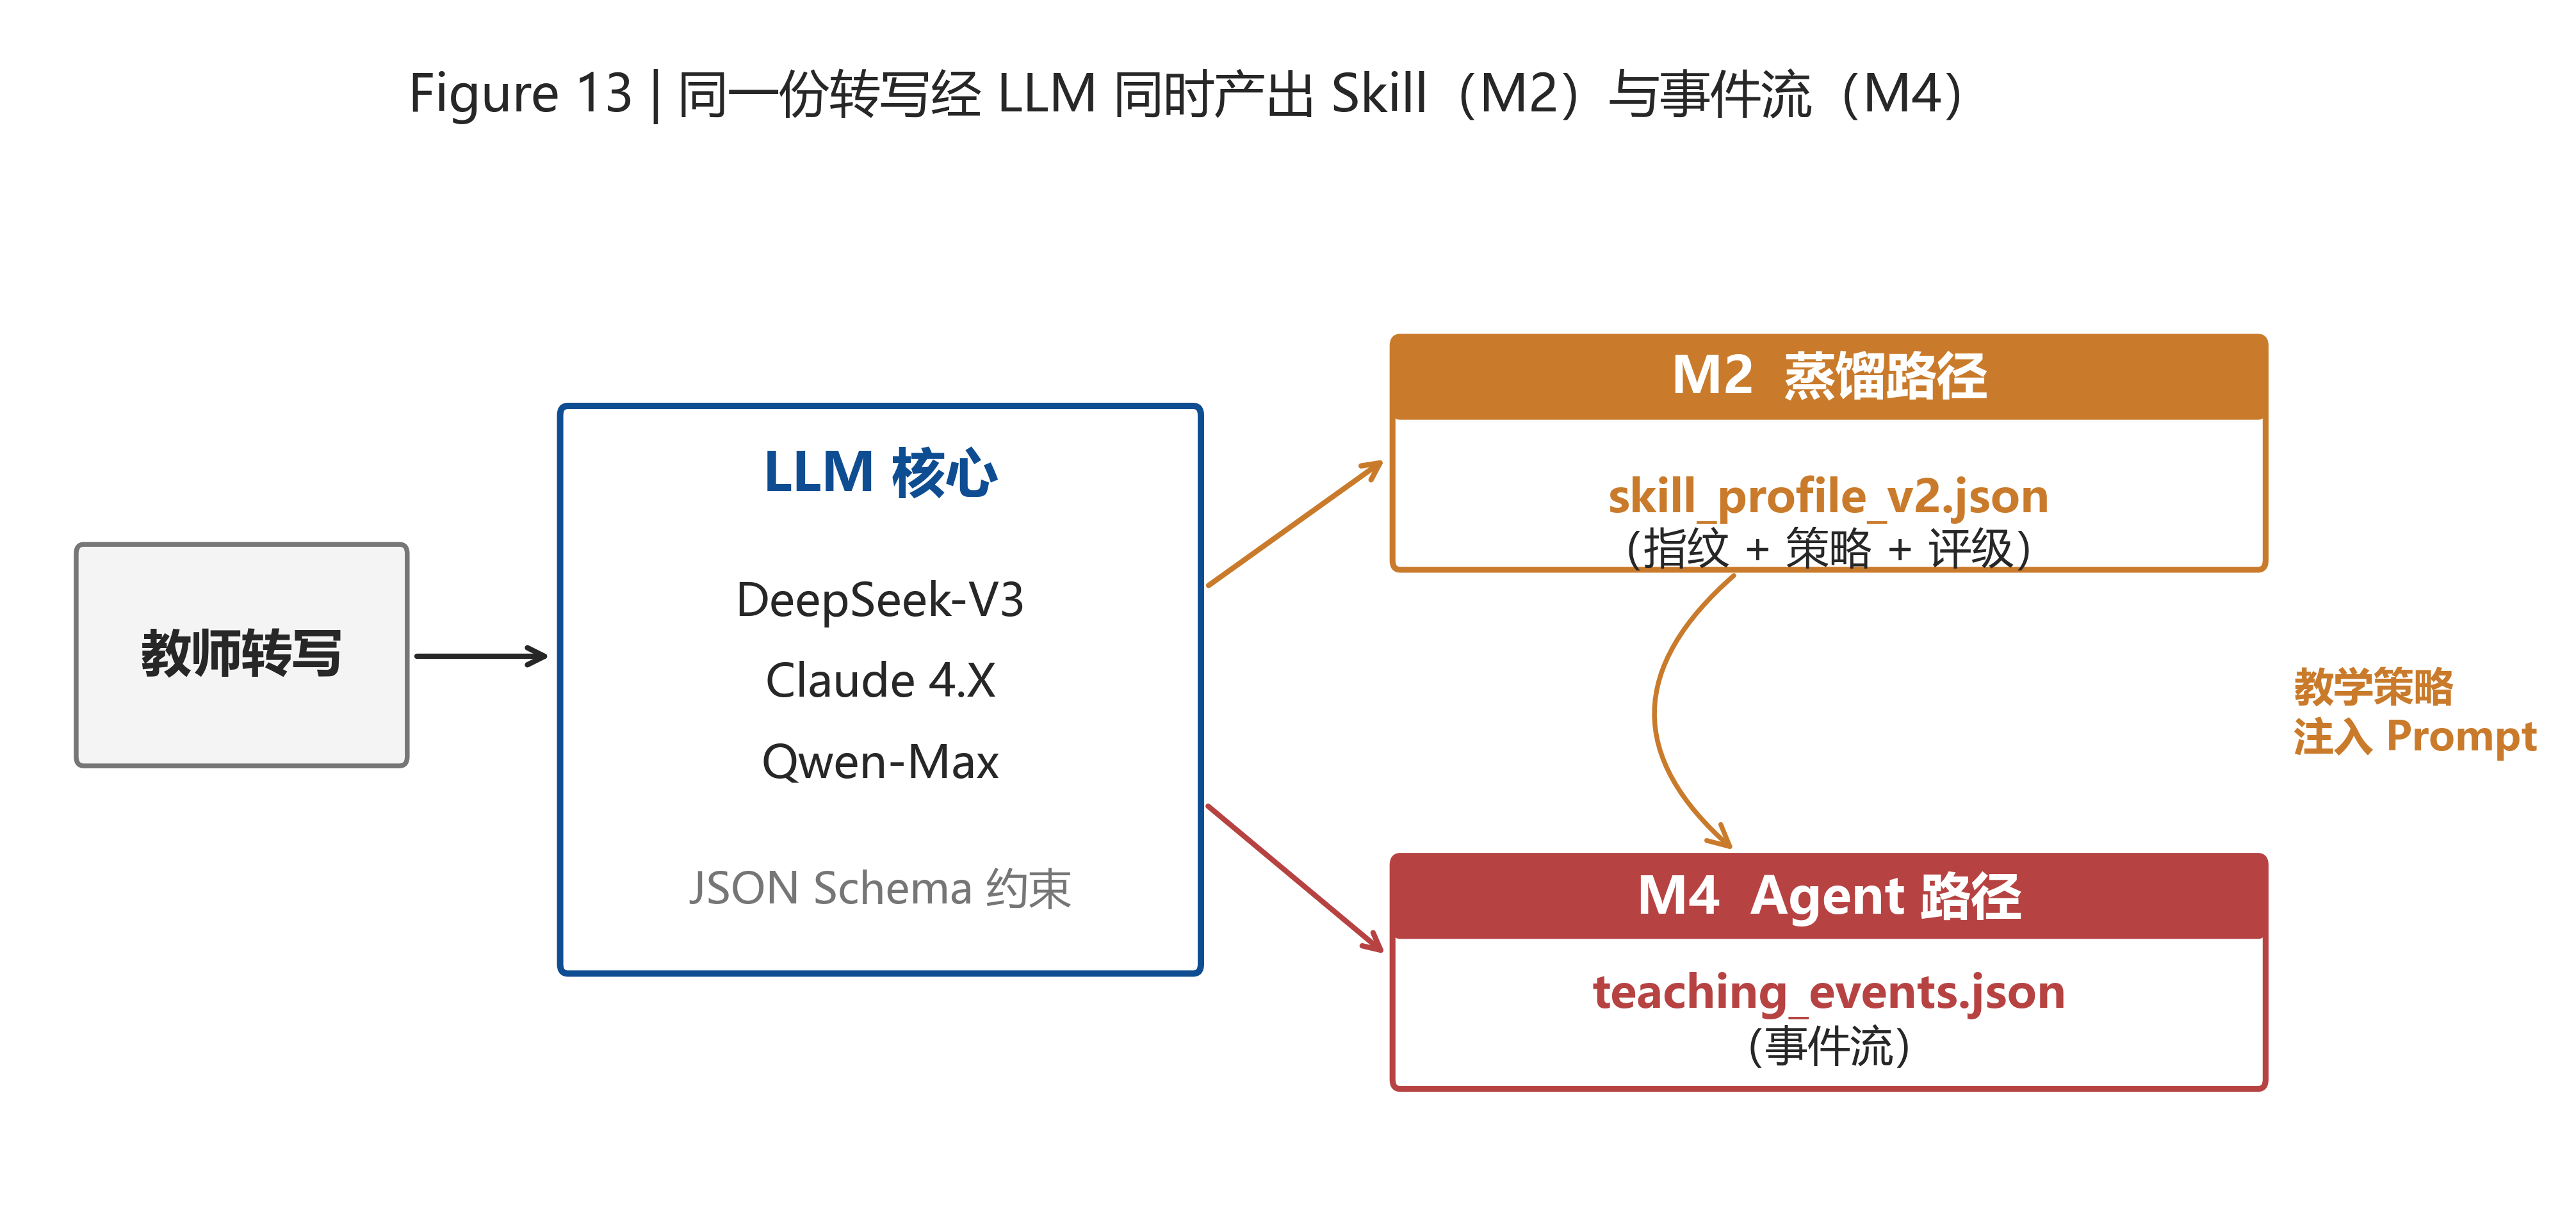 Figure 13 | 同一份转写经 LLM 同时产出 Skill（M2）与事件流（M4）
教师转写
LLM 核心
DeepSeek-V3
Claude 4.X
Qwen-Max
JSON Schema 约束
M2 蒸馏路径
skill_profile_v2.json
（指纹 + 策略 + 评级）
教学策略
注入 Prompt
M4 Agent 路径
teaching_events.json
（事件流）